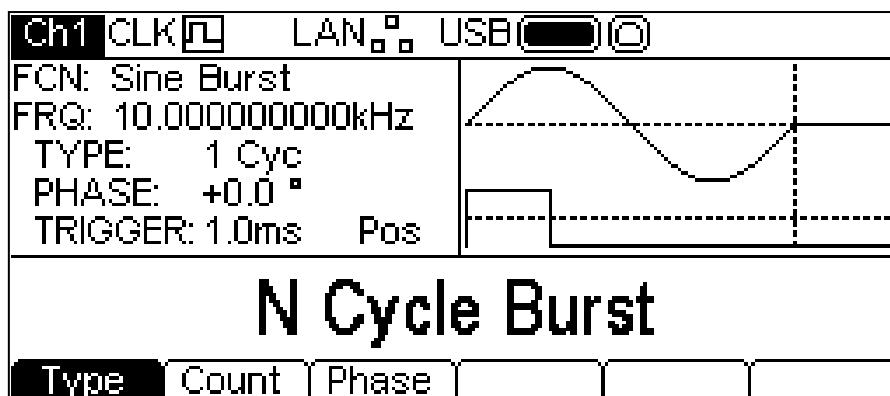 Ch1 CLK LAN USB
FCN: Sine Burst
FRQ: 10.000000000kHz
TYPE: 1 Cyc
PHASE: +0.0 °
TRIGGER: 1.0ms Pos
N Cycle Burst
Type Count Phase